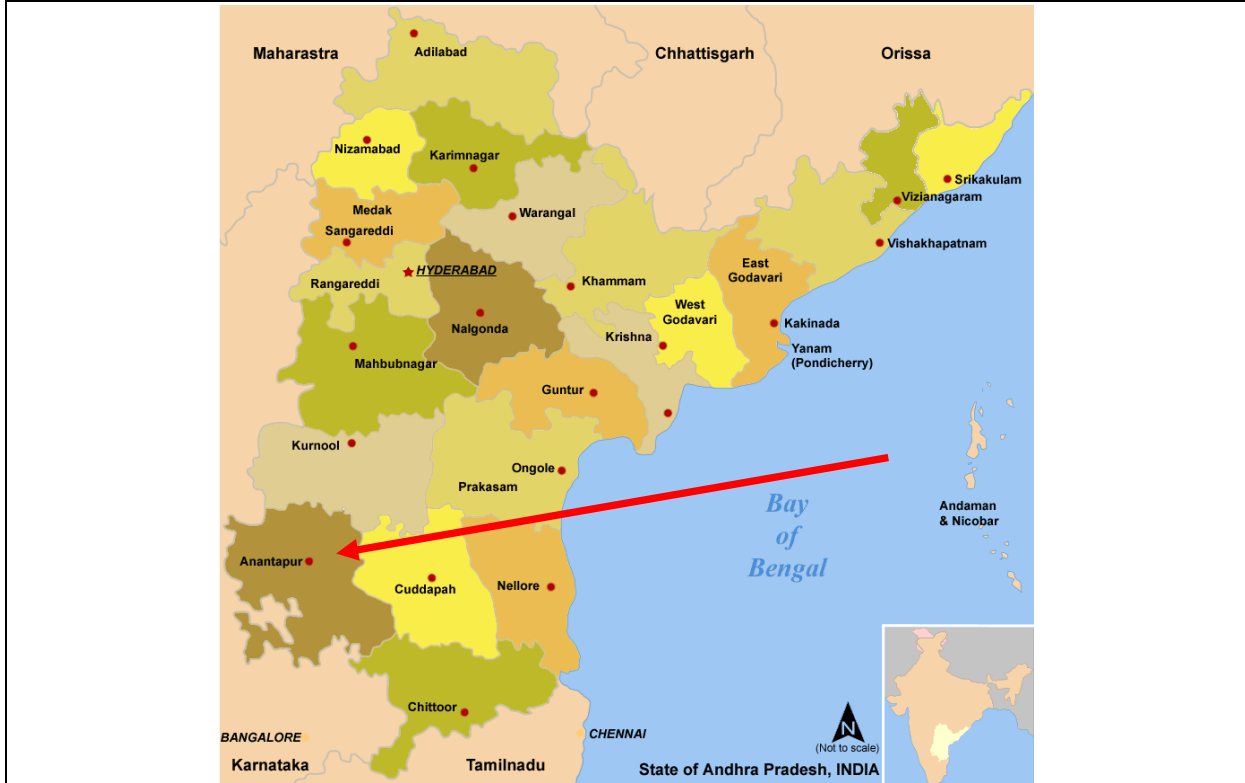 Maharastra
Chhattisgarh
Orissa
Adilabad
Nizamabad
Karimnagar
Srikakulam
Vizianagaram
Medak
Warangal
Sangareddi
Vishakhapatnam
HYDERABAD
East
Godavari
Rangareddi
Khammam
West
Godavari
Nalgonda
Kakinada
Krishna
Yanam
(Pondicherry)
Mahbubnagar
Guntur
Kurnool
Ongole
Prakasam
Bay
of
Bengal
Andaman
& Nicobar
Anantapur
Cuddapah
Nellore
Chittoor
BANGALORE
CHENNAI
N
(Not to scale)
Karnataka
Tamilnadu
State of Andhra Pradesh, INDIA